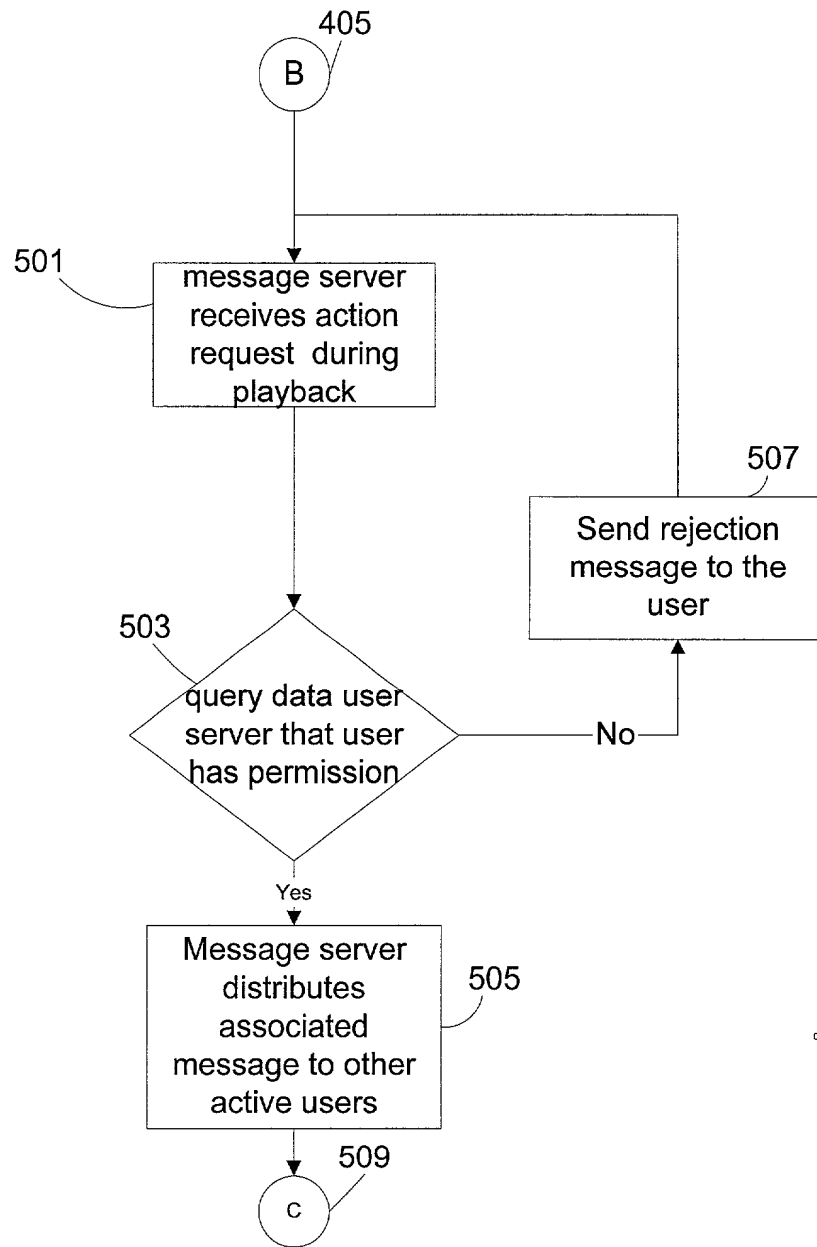 405
B
501
message server
receives action
request during
playback
507
Send rejection
message to the
user
503
query data user
server that user
has permission
No
Yes
Message server
distributes
associated
message to other
active users
505
509
C